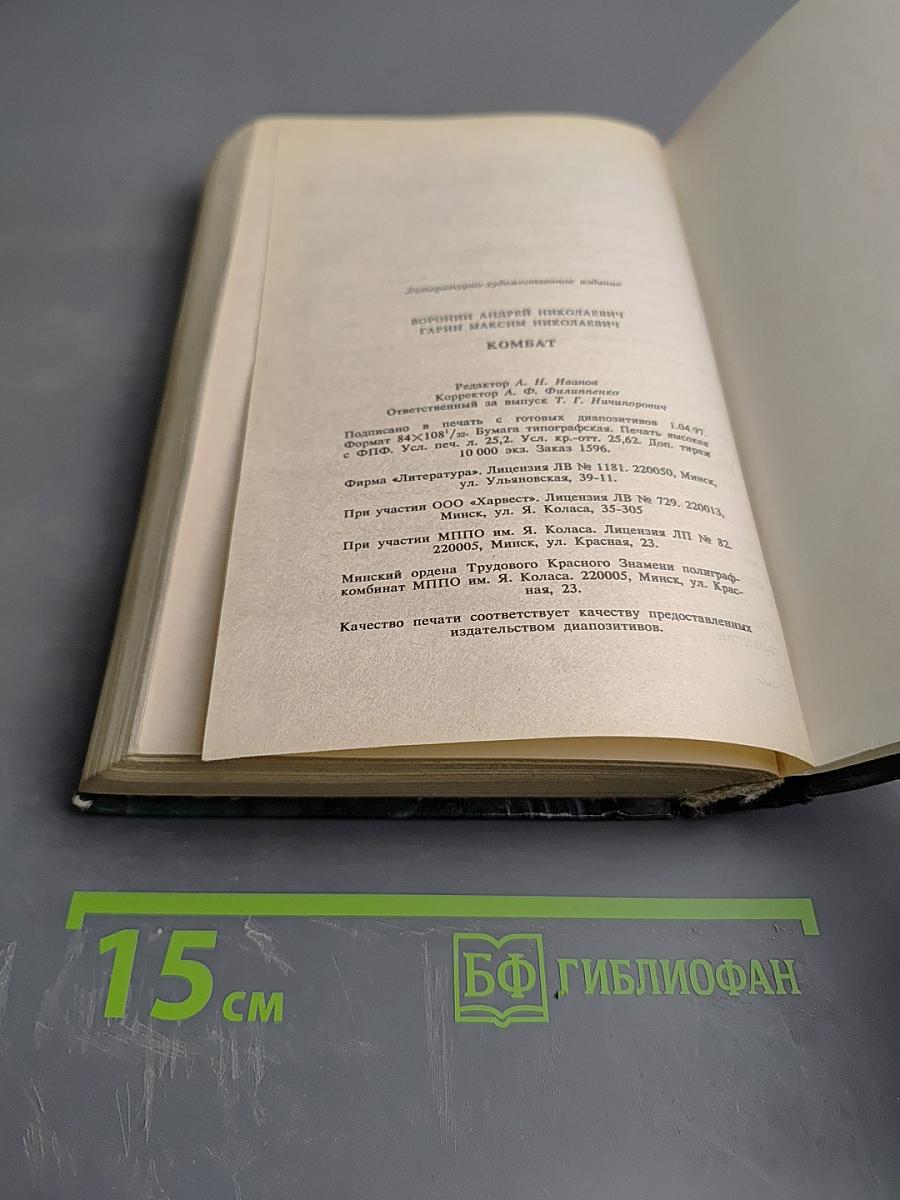 Литературно-художественное издание
ВОРОНИН АНДРЕЙ НИКОЛАЕВИЧ
ГАРИН МАКСИМ НИКОЛАЕВИЧ
КОМБАТ
Редактор А. Н. Иванов
Корректор А. Ф. Филиппенко
Ответственный за выпуск Т. Г. Ничипорович
Подписано в печать с готовых диапозитивов 1.04.97.
Формат 84×108¹/₃₂. Бумага типографская. Печать высокая
с ФПФ. Усл. печ. л. 25,2. Усл. кр.-отт. 25,62. Доп. тираж
10 000 экз. Заказ 1596.
Фирма «Литература». Лицензия ЛВ № 1181. 220050, Минск,
ул. Ульяновская, 39-11.
При участии ООО «Харвест». Лицензия ЛВ № 729. 220013,
Минск, ул. Я. Коласа, 35-305
При участии МППО им. Я. Коласа. Лицензия ЛП № 82.
220005, Минск, ул. Красная, 23.
Минский ордена Трудового Красного Знамени полиграф-
комбинат МППО им. Я. Коласа. 220005, Минск, ул. Крас-
ная, 23.
Качество печати соответствует качеству предоставленных
издательством диапозитивов.
15 см
БФ ГИБЛИОФАН